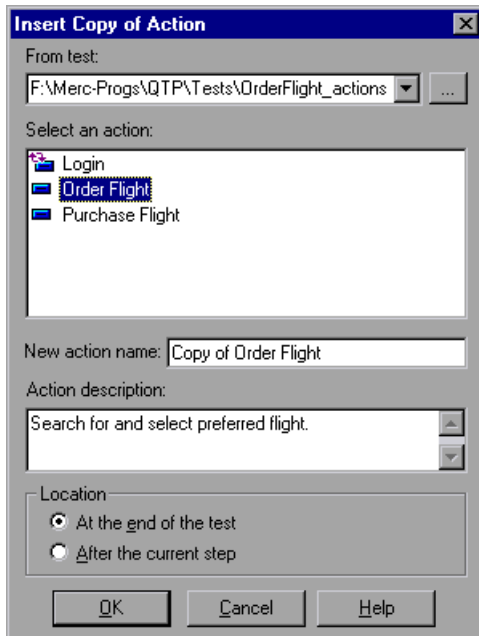 Insert Copy of Action
From test:
F:\Merc-Progs\QTP\Tests\OrderFlight_actions
...
Select an action:
Login
Order Flight
Purchase Flight
New action name: Copy of Order Flight
Action description:
Search for and select preferred flight.
Location
At the end of the test
After the current step
OK Cancel Help